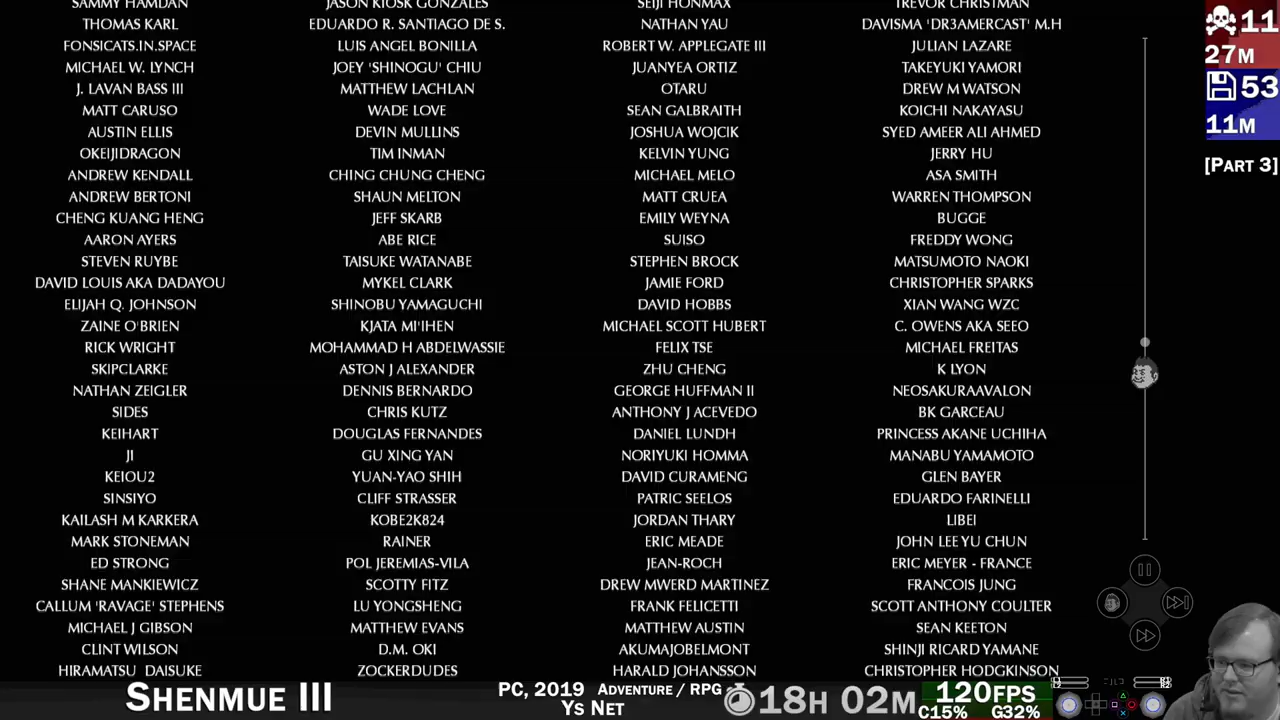 SAMMY HAMDAN JASON KIOSK GONZALES SEIJI HONMAX TREVOR CHRISTMAN
THOMAS KARL EDUARDO R. SANTIAGO DE S. NATHAN YAU DAVISMA 'DR3AMERCAST' M.H
FONSICATS.IN.SPACE LUIS ANGEL BONILLA ROBERT W. APPLEGATE III JULIAN LAZARE
MICHAEL W. LYNCH JOEY 'SHINOGU' CHIU JUANYEA ORTIZ TAKEYUKI YAMORI
J. LAVAN BASS III MATTHEW LACHLAN OTARU DREW M WATSON
MATT CARUSO WADE LOVE SEAN GALBRAITH KOICHI NAKAYASU
AUSTIN ELLIS DEVIN MULLINS JOSHUA WOJCIK SYED AMEER ALI AHMED
OKEIJIDRAGON TIM INMAN KELVIN YUNG JERRY HU
ANDREW KENDALL CHING CHUNG CHENG MICHAEL MELO ASA SMITH
ANDREW BERTONI SHAUN MELTON MATT CRUEA WARREN THOMPSON
CHENG KUANG HENG JEFF SKARB EMILY WEYNA BUGGE
AARON AYERS ABE RICE SUISO FREDDY WONG
STEVEN RUYBE TAISUKE WATANABE STEPHEN BROCK MATSUMOTO NAOKI
DAVID LOUIS AKA DADAYOU MYKEL CLARK JAMIE FORD CHRISTOPHER SPARKS
ELIJAH Q. JOHNSON SHINOBU YAMAGUCHI DAVID HOBBS XIAN WANG WZC
ZAINE O'BRIEN KJATA MI'IHEN MICHAEL SCOTT HUBERT C. OWENS AKA SEEO
RICK WRIGHT MOHAMMAD H ABDELWASSIE FELIX TSE MICHAEL FREITAS
SKIPCLARKE ASTON J ALEXANDER ZHU CHENG K LYON
NATHAN ZEIGLER DENNIS BERNARDO GEORGE HUFFMAN II NEOSAKURAAVALON
SIDES CHRIS KUTZ ANTHONY J ACEVEDO BK GARCEAU
KEIHART DOUGLAS FERNANDES DANIEL LUNDH PRINCESS AKANE UCHIHA
JI GU XING YAN NORIYUKI HOMMA MANABU YAMAMOTO
KEIOU2 YUAN-YAO SHIH DAVID CURAMENG GLEN BAYER
SINSIYO CLIFF STRASSER PATRIC SEELOS EDUARDO FARINELLI
KAILASH M KARKERA KOBE2K824 JORDAN THARY LIBEI
MARK STONEMAN RAINER ERIC MEADE JOHN LEE YU CHUN
ED STRONG POL JEREMIAS-VILA JEAN-ROCH ERIC MEYER - FRANCE
SHANE MANKIEWICZ SCOTTY FITZ DREW MWERD MARTINEZ FRANCOIS JUNG
CALLUM 'RAVAGE' STEPHENS LU YONGSHENG FRANK FELICETTI SCOTT ANTHONY COULTER
MICHAEL J GIBSON MATTHEW EVANS MATTHEW AUSTIN SEAN KEETON
CLINT WILSON D.M. OKI AKUMAJOBELMONT SHINJI RICARD YAMANE
HIRAMATSU DAISUKE ZOCKERDUDES HARALD JOHANSSON CHRISTOPHER HODGKINSON
11
27M
53
11M
[PART 3]
SHENMUE III
PC, 2019 ADVENTURE / RPG
YS NET
18H 02M
120FPS
C15% G32%